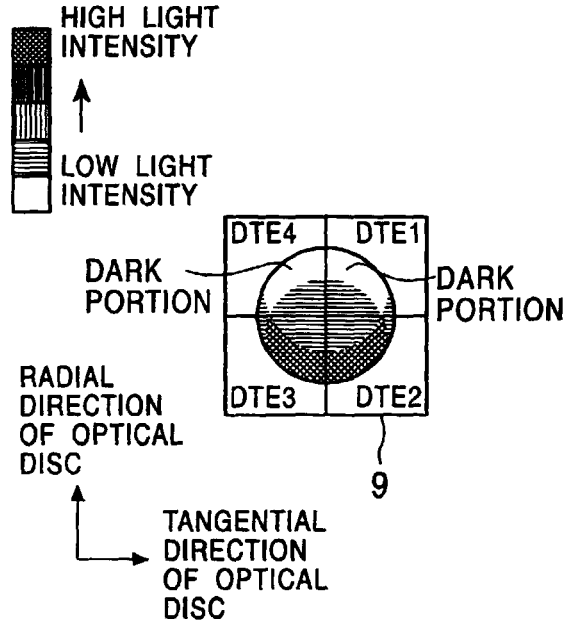 HIGH LIGHT
INTENSITY
LOW LIGHT
INTENSITY
DTE4
DTE1
DARK
PORTION
DARK
PORTION
DTE3
DTE2
9
RADIAL
DIRECTION
OF OPTICAL
DISC
TANGENTIAL
DIRECTION
OF OPTICAL
DISC